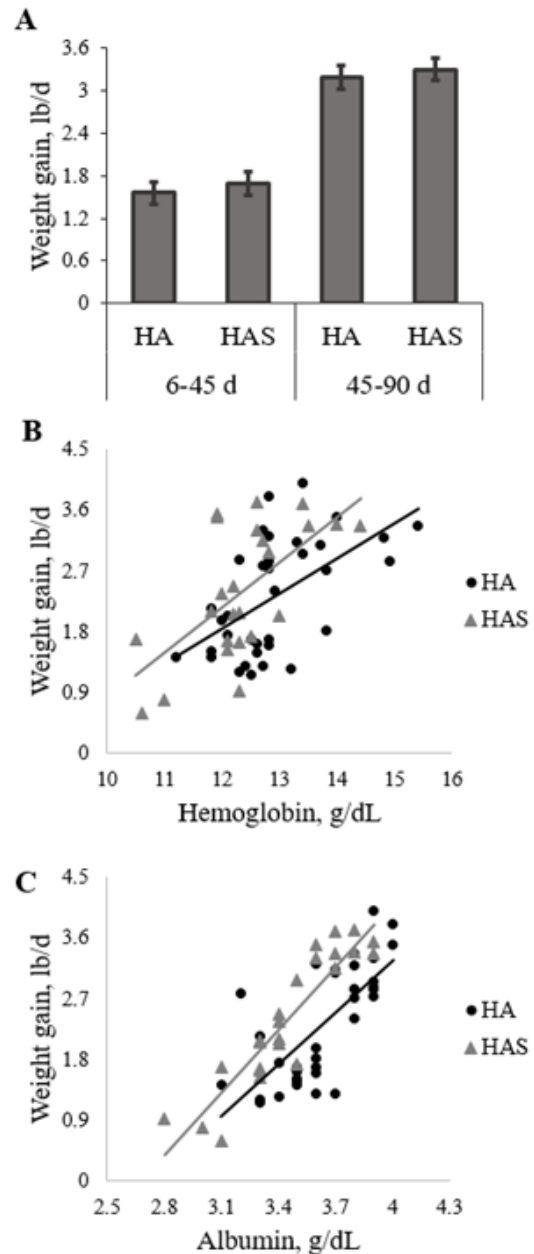 A
Weight gain, lb/d
3.6
3
2.4
1.8
1.2
0.6
0
HA HAS HA HAS
6-45 d 45-90 d
B
Weight gain, lb/d
4.5
3.6
2.7
1.8
0.9
0
10 11 12 13 14 15 16
Hemoglobin, g/dL
HA
HAS
C
Weight gain, lb/d
4.5
3.6
2.7
1.8
0.9
0
2.5 2.8 3.1 3.4 3.7 4 4.3
Albumin, g/dL
HA
HAS